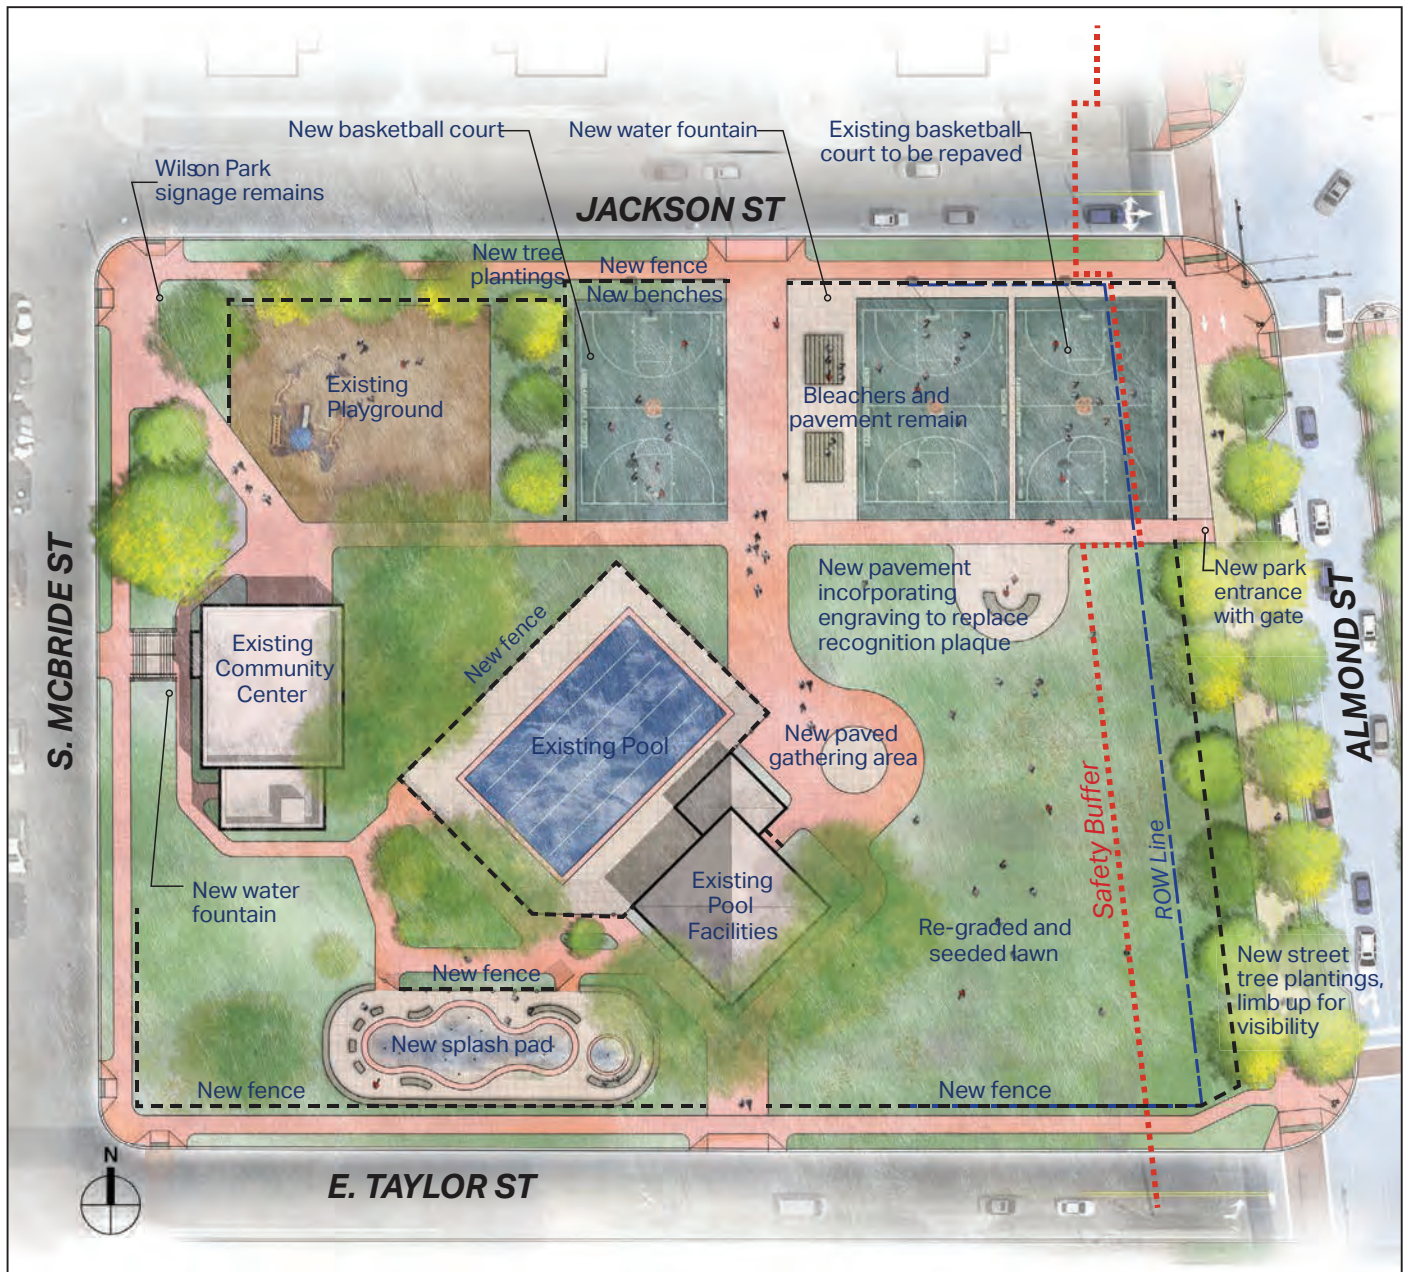 New basketball court
New water fountain
Existing basketball
court to be repaved
Wilson Park
signage remains
JACKSON ST
New tree
plantings
New fence
New benches
Existing
Playground
Bleachers and
pavement remain
New pavement
incorporating
engraving to replace
recognition plaque
New park
entrance
with gate
S. MCBRIDE ST
ALMOND ST
Existing
Community
Center
New fence
Existing Pool
New paved
gathering area
Safety Buffer
ROW Line
New water
fountain
Existing
Pool
Facilities
Re-graded and
seeded lawn
New street
tree plantings,
limb up for
visibility
New fence
New splash pad
New fence
New fence
N
E. TAYLOR ST